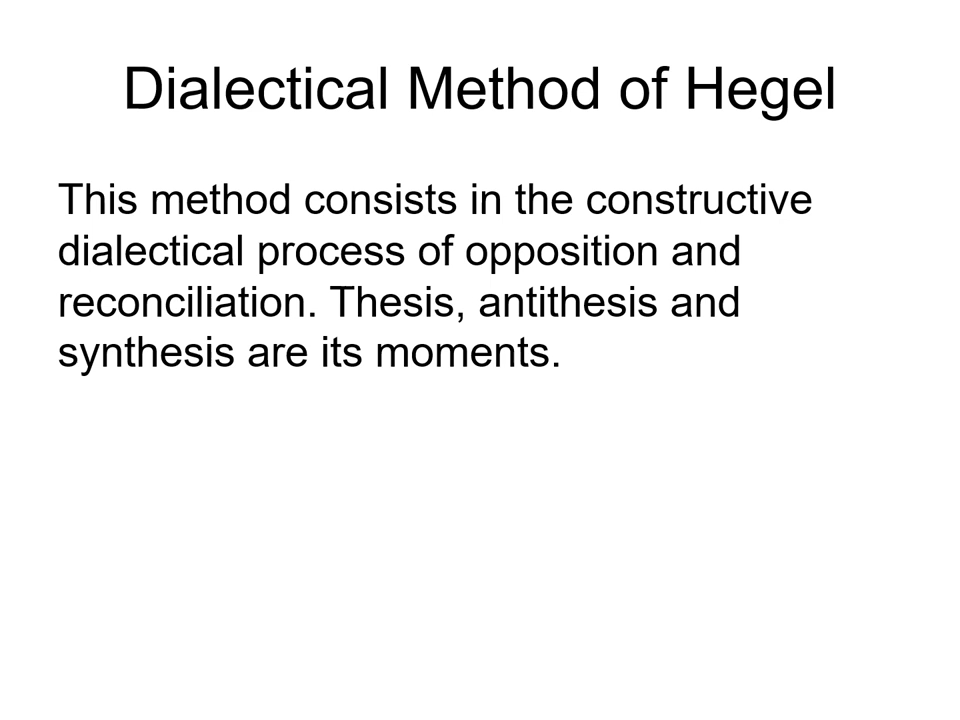 Dialectical Method of Hegel
This method consists in the constructive
dialectical process of opposition and
reconciliation. Thesis, antithesis and
synthesis are its moments.